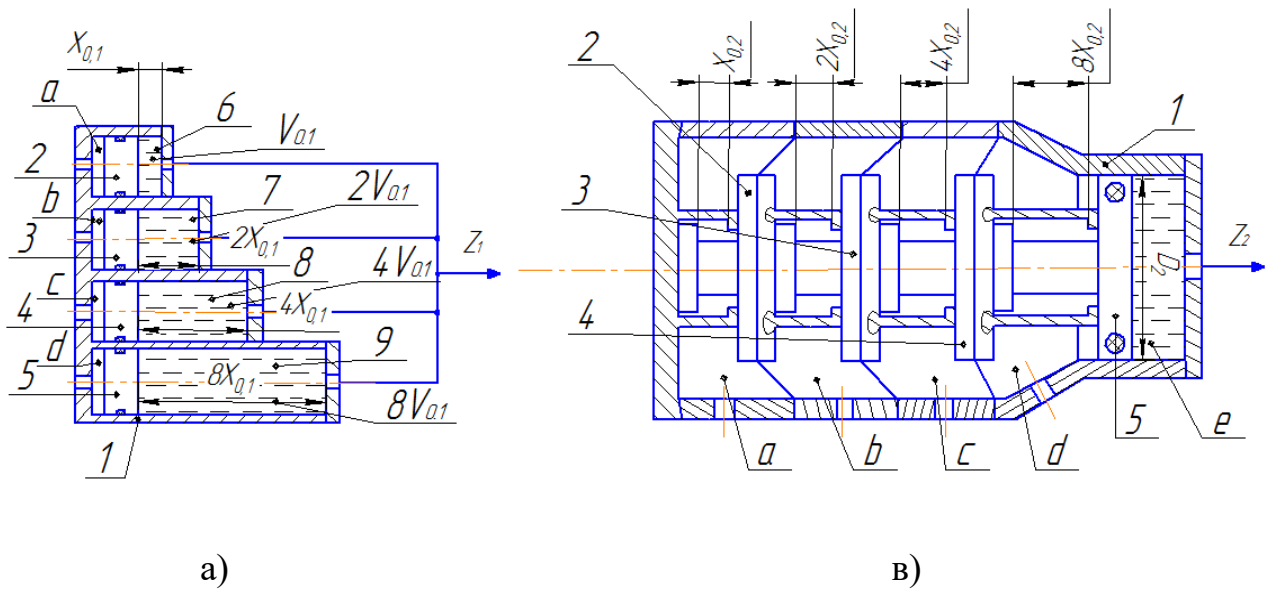 X₀,₁
a
6
V₀.₁
2
b
7
2V₀.₁
3
2X₀,₁
8
c
4V₀.₁
4
4X₀,₁
d
9
5
8X₀,₁
8V₀.₁
1
Z₁
а)
X₀,₂
2X₀,₂
4X₀,₂
8X₀,₂
2
1
3
D₂
Z₂
4
a
b
c
d
5
e
в)